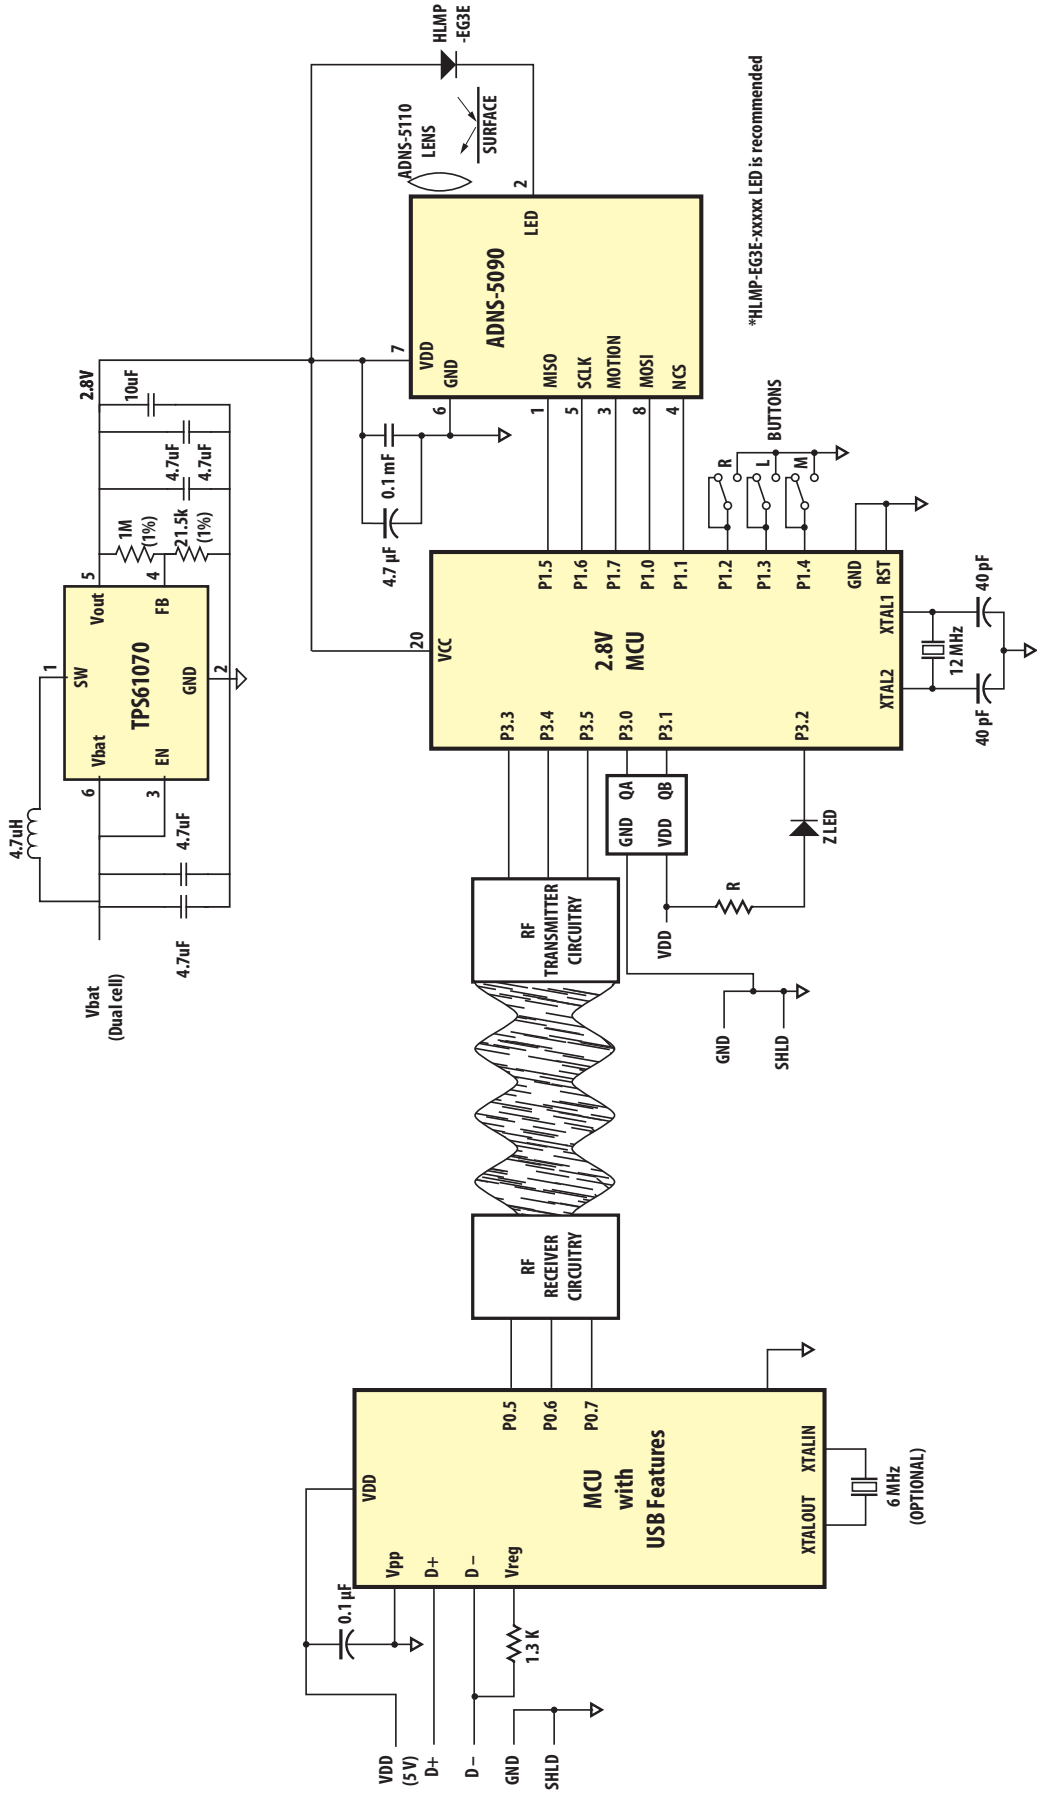 Vbat
(Dual cell)
4.7uH
4.7uF
4.7uF
6
Vbat
3
EN
1
SW
TPS61070
GND
2
Vout
5
FB
4
1M
(1%)
21.5k
(1%)
4.7uF
4.7uF
10uF
2.8V
HLMP
-EG3E
ADNS-5110
LENS
SURFACE
2
LED
ADNS-5090
7
VDD
GND
6
4.7 µF
0.1 mF
MISO
1
SCLK
5
MOTION
3
MOSI
8
NCS
4
*HLMP-EG3E-xxxxx LED is recommended
BUTTONS
R
L
M
20
VCC
2.8V
MCU
P1.5
P1.6
P1.7
P1.0
P1.1
P1.2
P1.3
P1.4
GND
RST
XTAL1
XTAL2
12 MHz
40 pF
40 pF
P3.3
P3.4
P3.5
P3.0
P3.1
P3.2
GND
QA
VDD
QB
Z LED
R
VDD
GND
SHLD
RF
TRANSMITTER
CIRCUITRY
RF
RECEIVER
CIRCUITRY
P0.5
P0.6
P0.7
MCU
with
USB Features
VDD
Vpp
D+
D –
Vreg
XTALOUT
XTALIN
6 MHz
(OPTIONAL)
0.1 µF
1.3 K
VDD
(5 V)
D+
D –
GND
SHLD